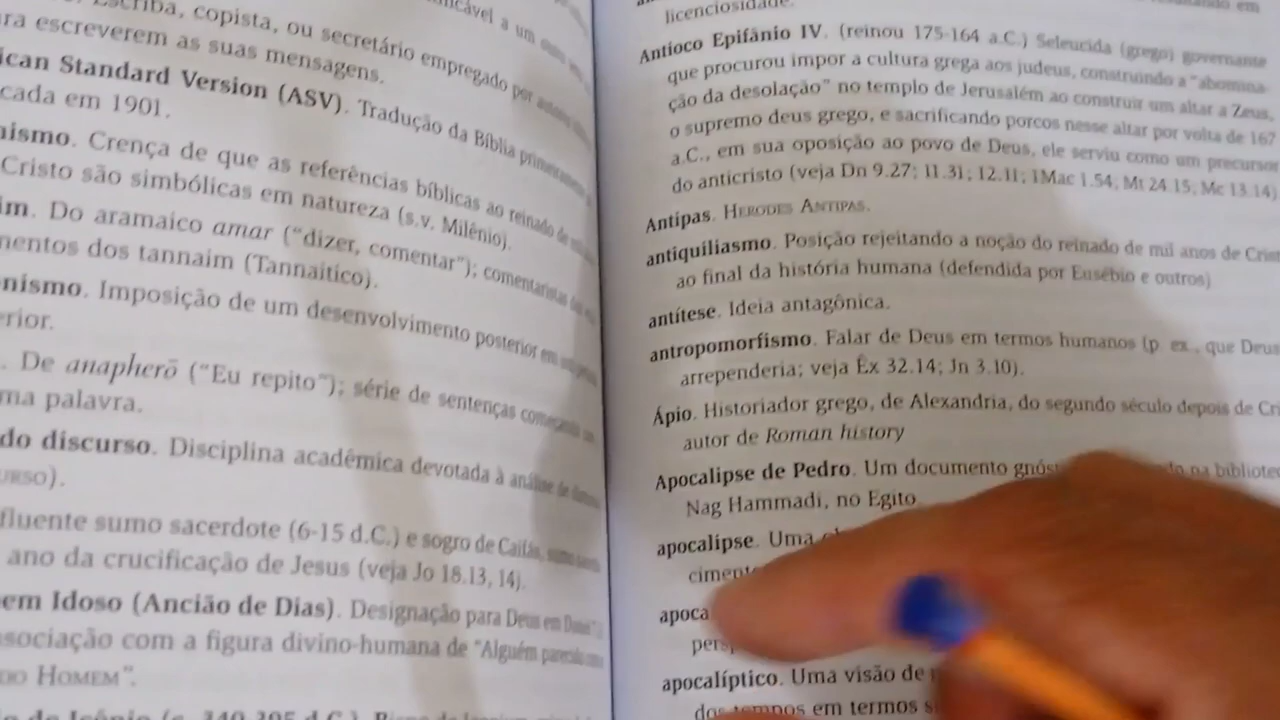 Escriba, copista, ou secretário empregado por
escreverem as suas mensagens.
ican Standard Version (ASV). Tradução da Bíblia
cada em 1901.
nismo. Crença de que as referências bíblicas ao reinado de
Cristo são simbólicas em natureza (s.v. Milênio).
im. Do aramaico amar (“dizer, comentar”); comentaristas
mentos dos tannaim (Tannaítico).
nismo. Imposição de um desenvolvimento posterior em
erior.
. De anapherō (“Eu repito”); série de sentenças começando
ma palavra.
do discurso. Disciplina acadêmica devotada à análise de
URSO).
fluente sumo sacerdote (6-15 d.C.) e sogro de Caifás,
ano da crucificação de Jesus (veja Jo 18.13, 14).
em Idoso (Ancião de Dias). Designação para Deus em
ssociação com a figura divino-humana de “Alguém
DO HOMEM”.
licenciosidade.
Antioco Epifânio IV. (reinou 175-164 a.C.) Seleucida (grego) governante
que procurou impor a cultura grega aos judeus, construindo a “abomina-
ção da desolação” no templo de Jerusalém ao construir um altar a Zeus,
o supremo deus grego, e sacrificando porcos nesse altar por volta de 167
a.C., em sua oposição ao povo de Deus, ele serviu como um precursor
do anticristo (veja Dn 9.27; 11.31; 12.11; 1Mac 1.54; Mt 24.15; Mc 13.14)
Antipas. HERODES ANTIPAS.
antiquiliasmo. Posição rejeitando a noção do reinado de mil anos de Crist
ao final da história humana (defendida por Eusébio e outros)
antítese. Ideia antagônica.
antropomorfismo. Falar de Deus em termos humanos (p. ex., que Deus
arrependeria; veja Êx 32.14; Jn 3.10).
Ápio. Historiador grego, de Alexandria, do segundo século depois de Cri
autor de Roman history
Apocalipse de Pedro. Um documento na bibliotec
Nag Hammadi, no Egito.
apocalipse. Uma
ciment
apoca
pers
apocalíptico. Uma visão de
dos tempos em termos s